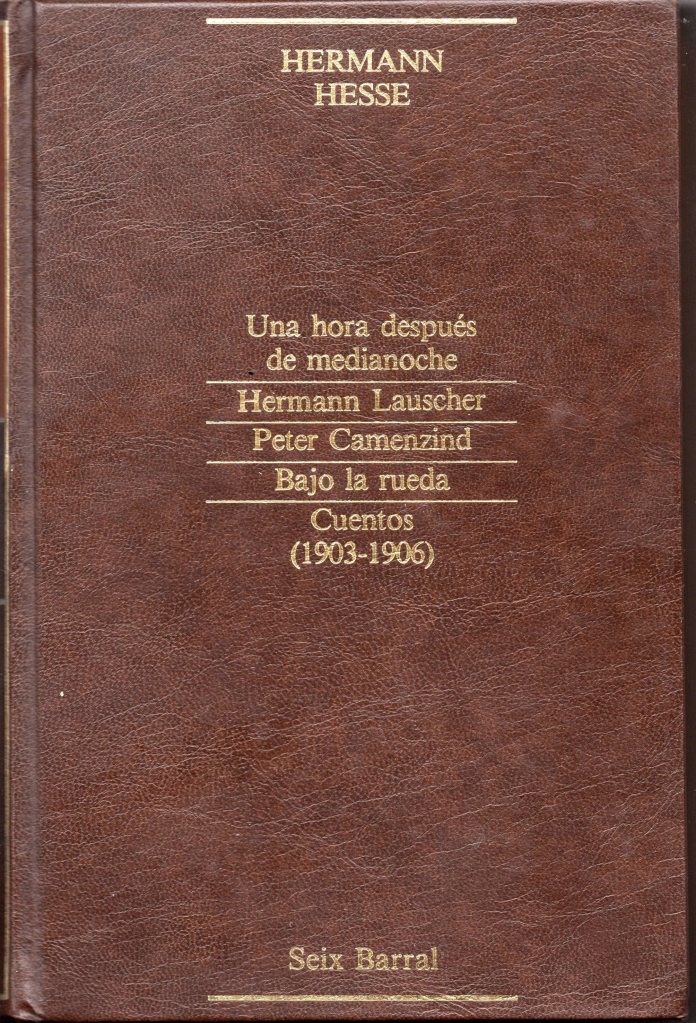 HERMANN
HESSE
Una hora después
de medianoche
Hermann Lauscher
Peter Camenzind
Bajo la rueda
Cuentos
(1903-1906)
Seix Barral